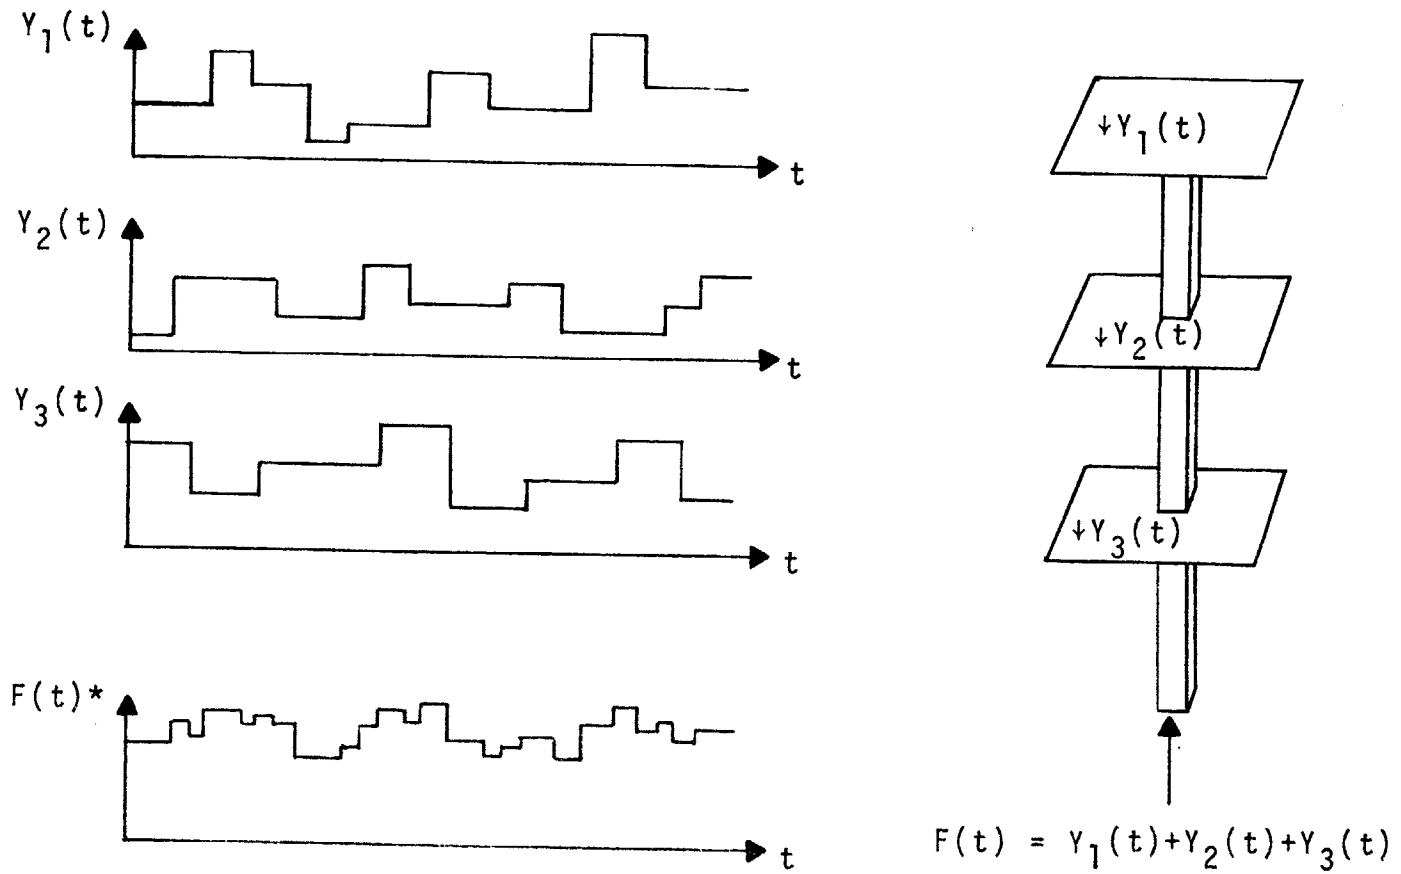 Y1(t)
t
Y2(t)
t
Y3(t)
t
F(t)*
t
↓Y1(t)
↓Y2(t)
↓Y3(t)
F(t) = Y1(t)+Y2(t)+Y3(t)